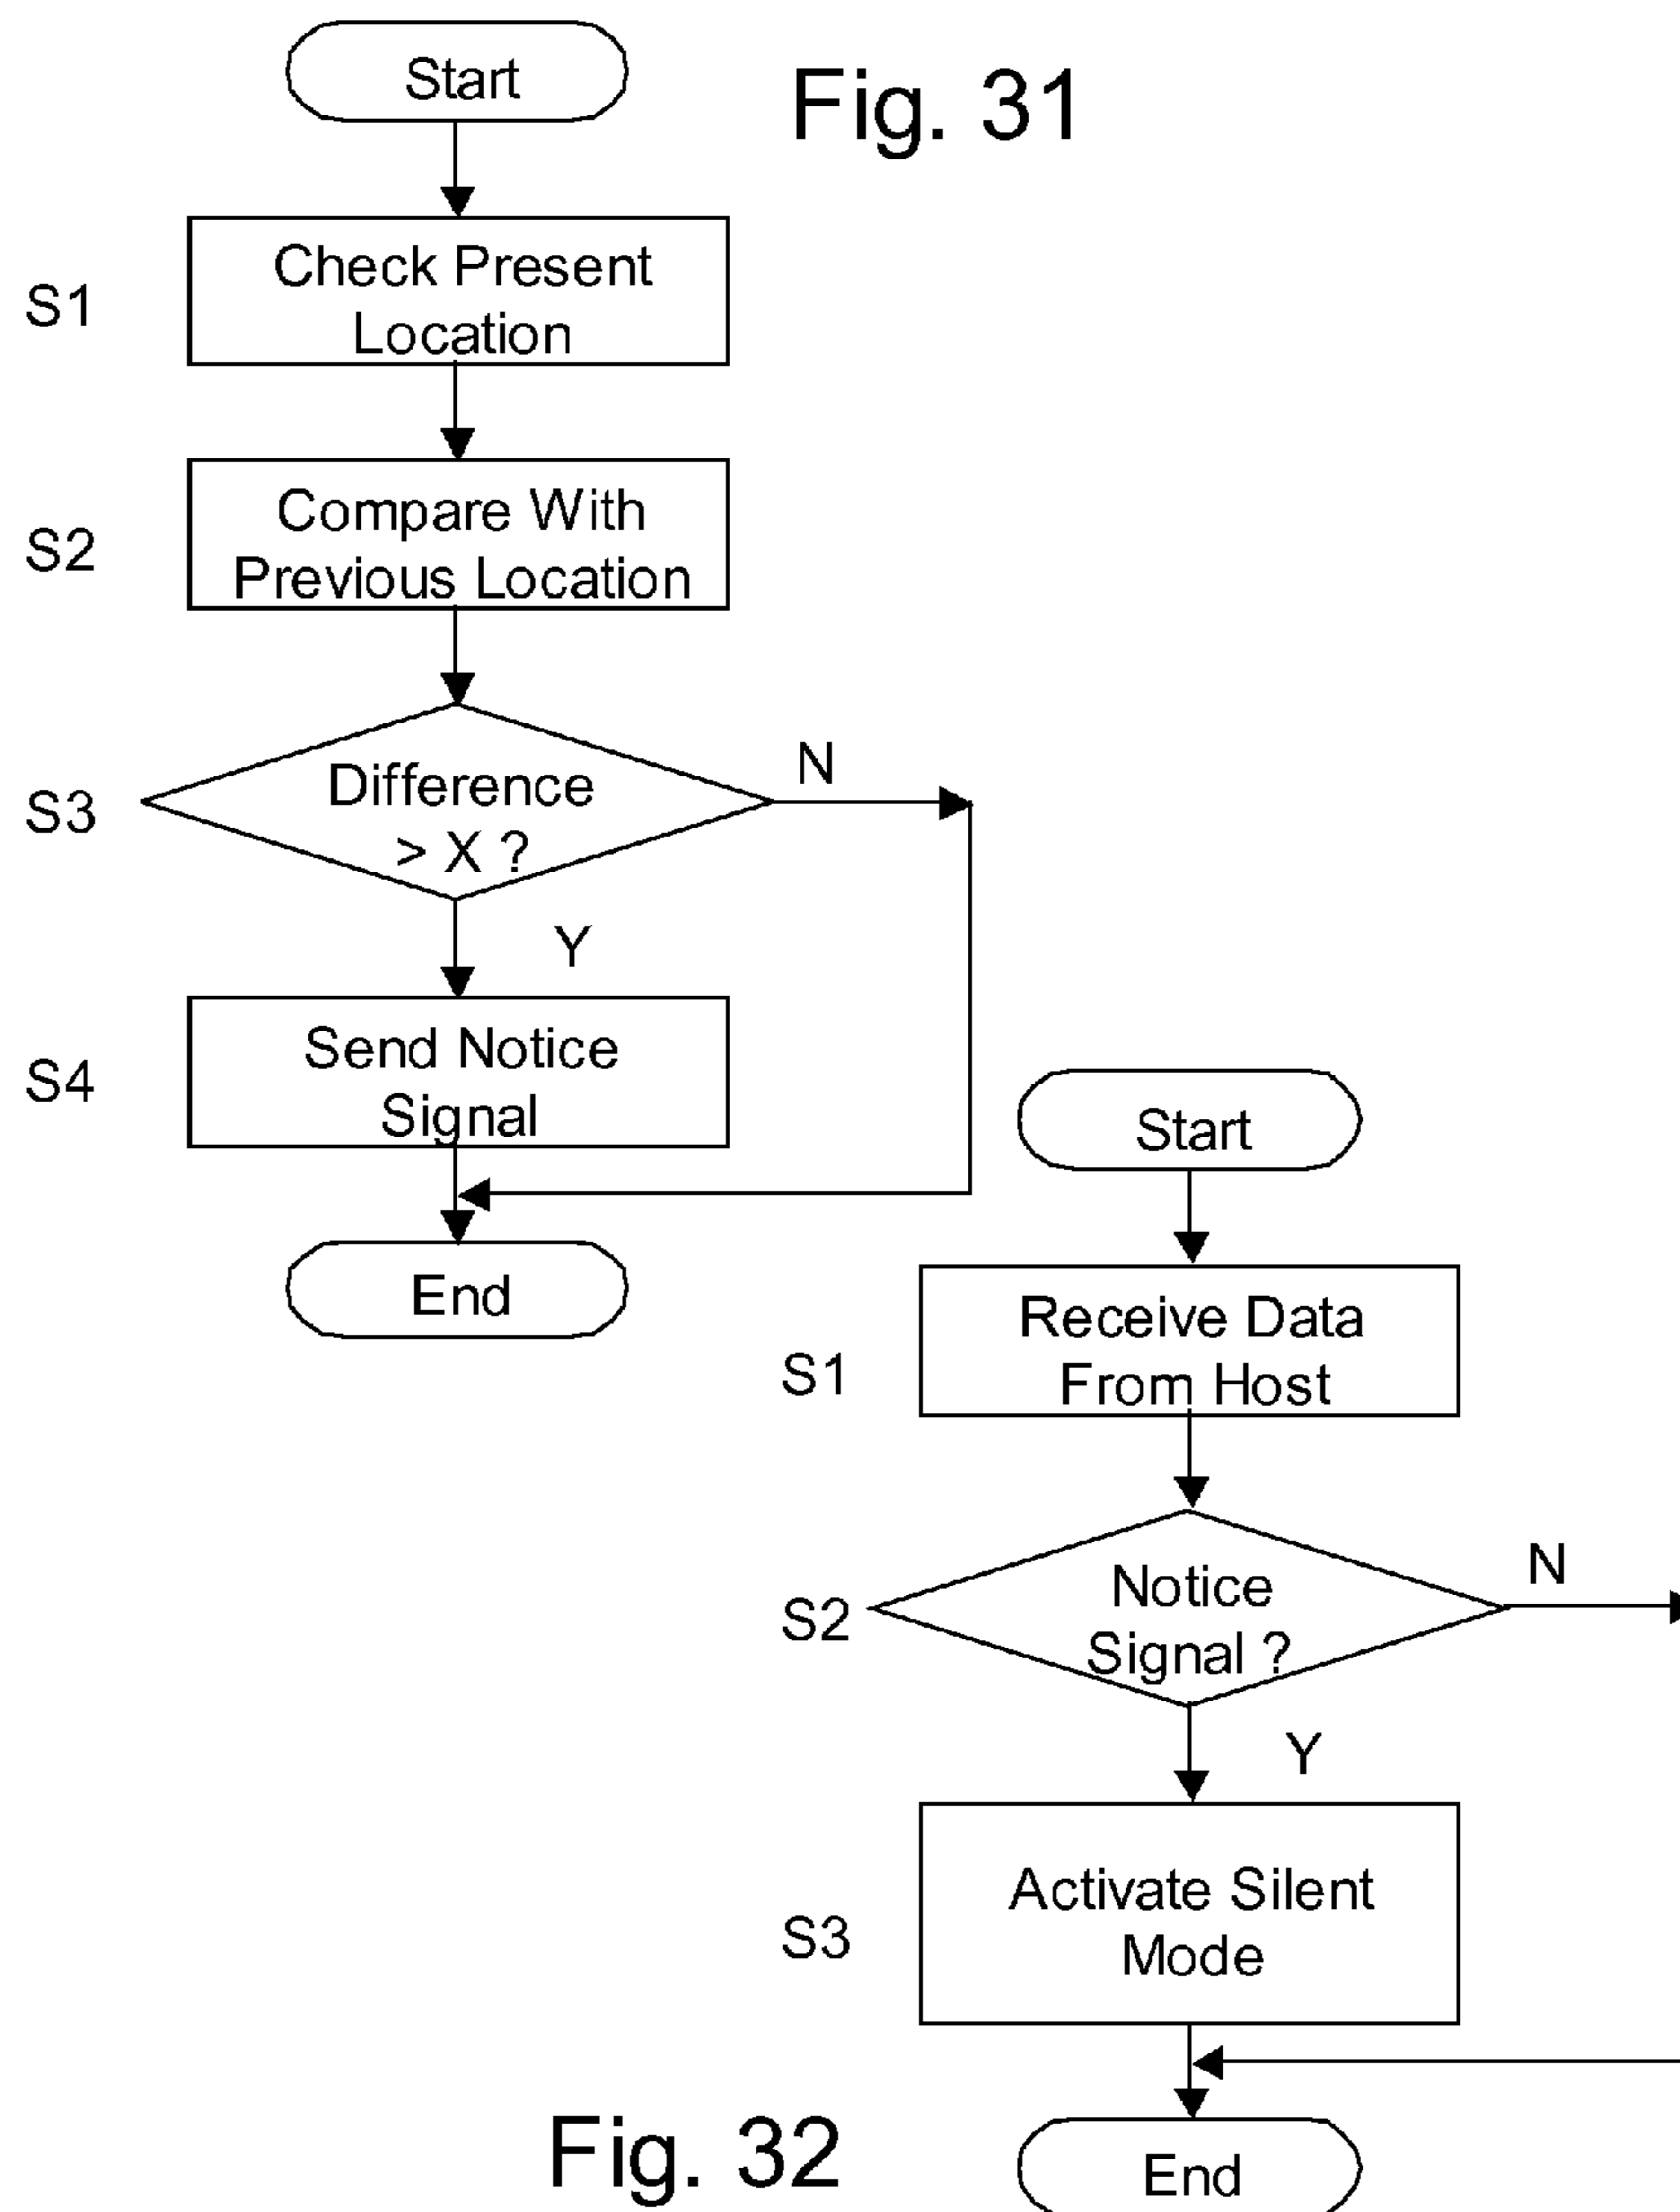 Fig. 31
Start
S1
Check Present
Location
S2
Compare With
Previous Location
S3
Difference
> X ?
N
Y
S4
Send Notice
Signal
End
Start
S1
Receive Data
From Host
S2
Notice
Signal ?
N
Y
S3
Activate Silent
Mode
End
Fig. 32